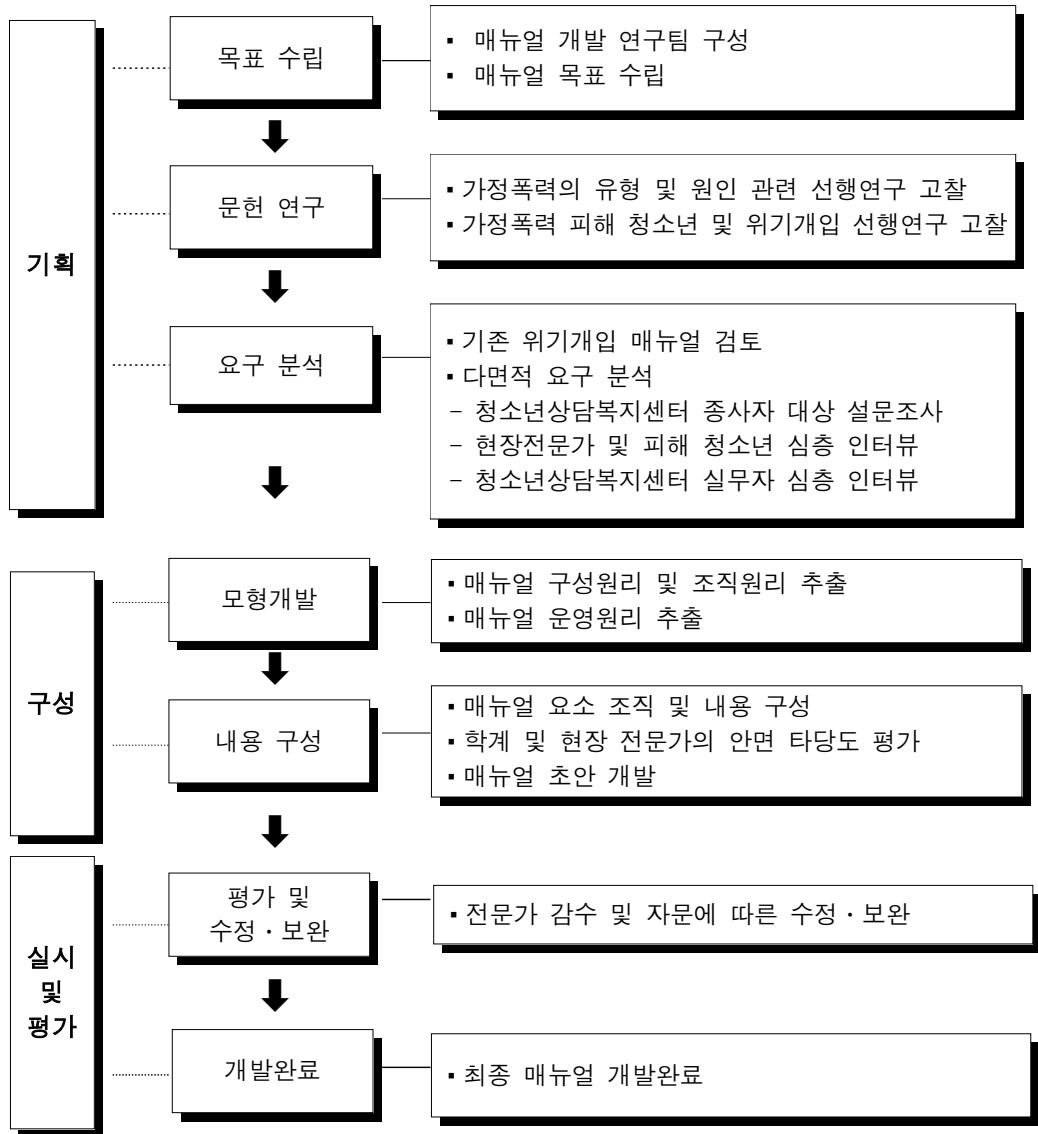 기획
목표 수립
▪ 매뉴얼 개발 연구팀 구성
▪ 매뉴얼 목표 수립
문헌 연구
▪ 가정폭력의 유형 및 원인 관련 선행연구 고찰
▪ 가정폭력 피해 청소년 및 위기개입 선행연구 고찰
요구 분석
▪ 기존 위기개입 매뉴얼 검토
▪ 다면적 요구 분석
– 청소년상담복지센터 종사자 대상 설문조사
– 현장전문가 및 피해 청소년 심층 인터뷰
– 청소년상담복지센터 실무자 심층 인터뷰
구성
모형개발
▪ 매뉴얼 구성원리 및 조직원리 추출
▪ 매뉴얼 운영원리 추출
내용 구성
▪ 매뉴얼 요소 조직 및 내용 구성
▪ 학계 및 현장 전문가의 안면 타당도 평가
▪ 매뉴얼 초안 개발
실시
및
평가
평가 및
수정・보완
▪ 전문가 감수 및 자문에 따른 수정・보완
개발완료
▪ 최종 매뉴얼 개발완료